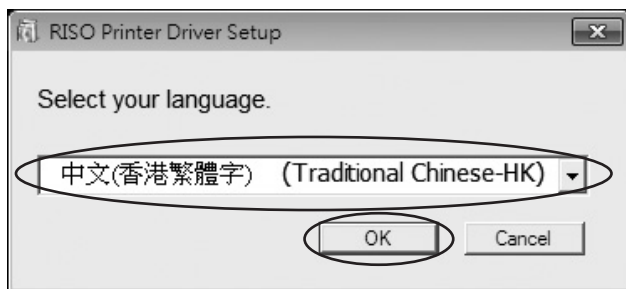 RISO Printer Driver Setup
Select your language.
中文(香港繁體字) (Traditional Chinese-HK)
OK Cancel